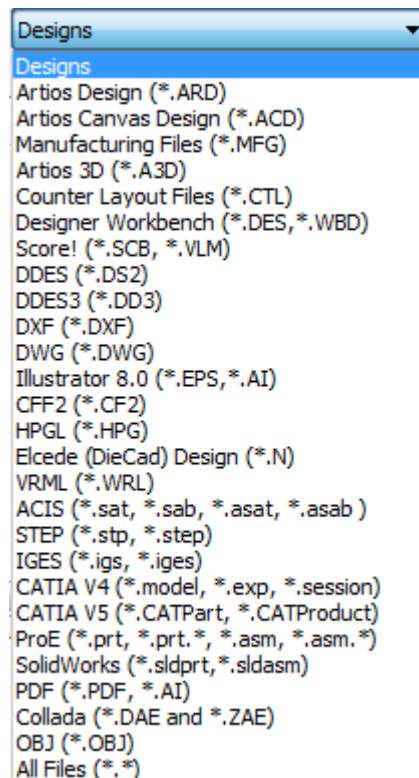 Designs
Designs
Artios Design (*.ARD)
Artios Canvas Design (*.ACD)
Manufacturing Files (*.MFG)
Artios 3D (*.A3D)
Counter Layout Files (*.CTL)
Designer Workbench (*.DES,*.WBD)
Score! (*.SCB, *.VLM)
DDES (*.DS2)
DDES3 (*.DD3)
DXF (*.DXF)
DWG (*.DWG)
Illustrator 8.0 (*.EPS,*.AI)
CFF2 (*.CF2)
HPGL (*.HPG)
Elcede (DieCad) Design (*.N)
VRML (*.WRL)
ACIS (*.sat, *.sab, *.asat, *.asab )
STEP (*.stp, *.step)
IGES (*.igs, *.iges)
CATIA V4 (*.model, *.exp, *.session)
CATIA V5 (*.CATPart, *.CATProduct)
ProE (*.prt, *.prt.*, *.asm, *.asm.*)
SolidWorks (*.sldprt,*.sldasm)
PDF (*.PDF, *.AI)
Collada (*.DAE and *.ZAE)
OBJ (*.OBJ)
All Files (*.*)